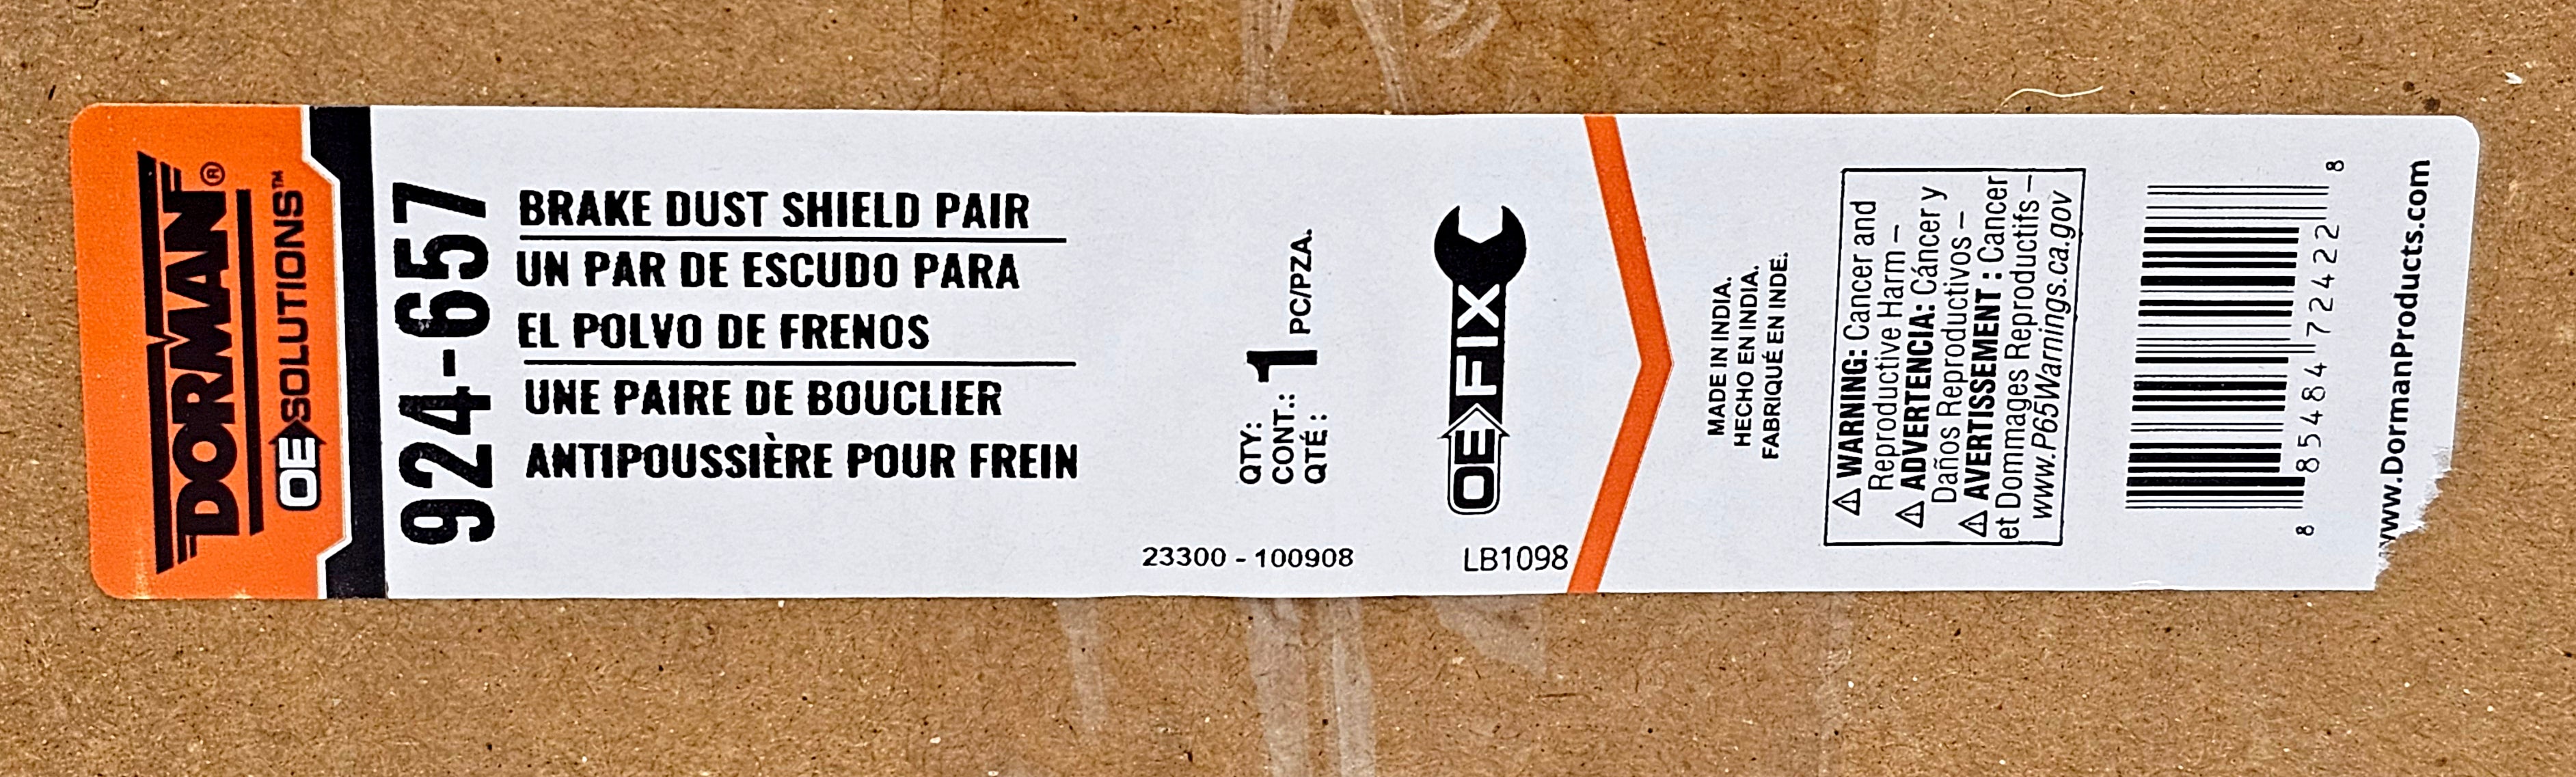 DORMAN®
OE SOLUTIONS™
924-657
BRAKE DUST SHIELD PAIR
UN PAR DE ESCUDO PARA
EL POLVO DE FRENOS
UNE PAIRE DE BOUCLIER
ANTIPOUSSIÈRE POUR FREIN
QTY:
CONT.: 1 PC/PZA.
QTÉ:
23300 - 100908
OE FIX
LB1098
MADE IN INDIA.
HECHO EN INDIA.
FABRIQUÉ EN INDE.
⚠ WARNING: Cancer and
Reproductive Harm –
⚠ ADVERTENCIA: Cáncer y
Daños Reproductivos –
⚠ AVERTISSEMENT : Cancer
et Dommages Reproductifs –
www.P65Warnings.ca.gov
8 85484 72422 8
www.DormanProducts.com